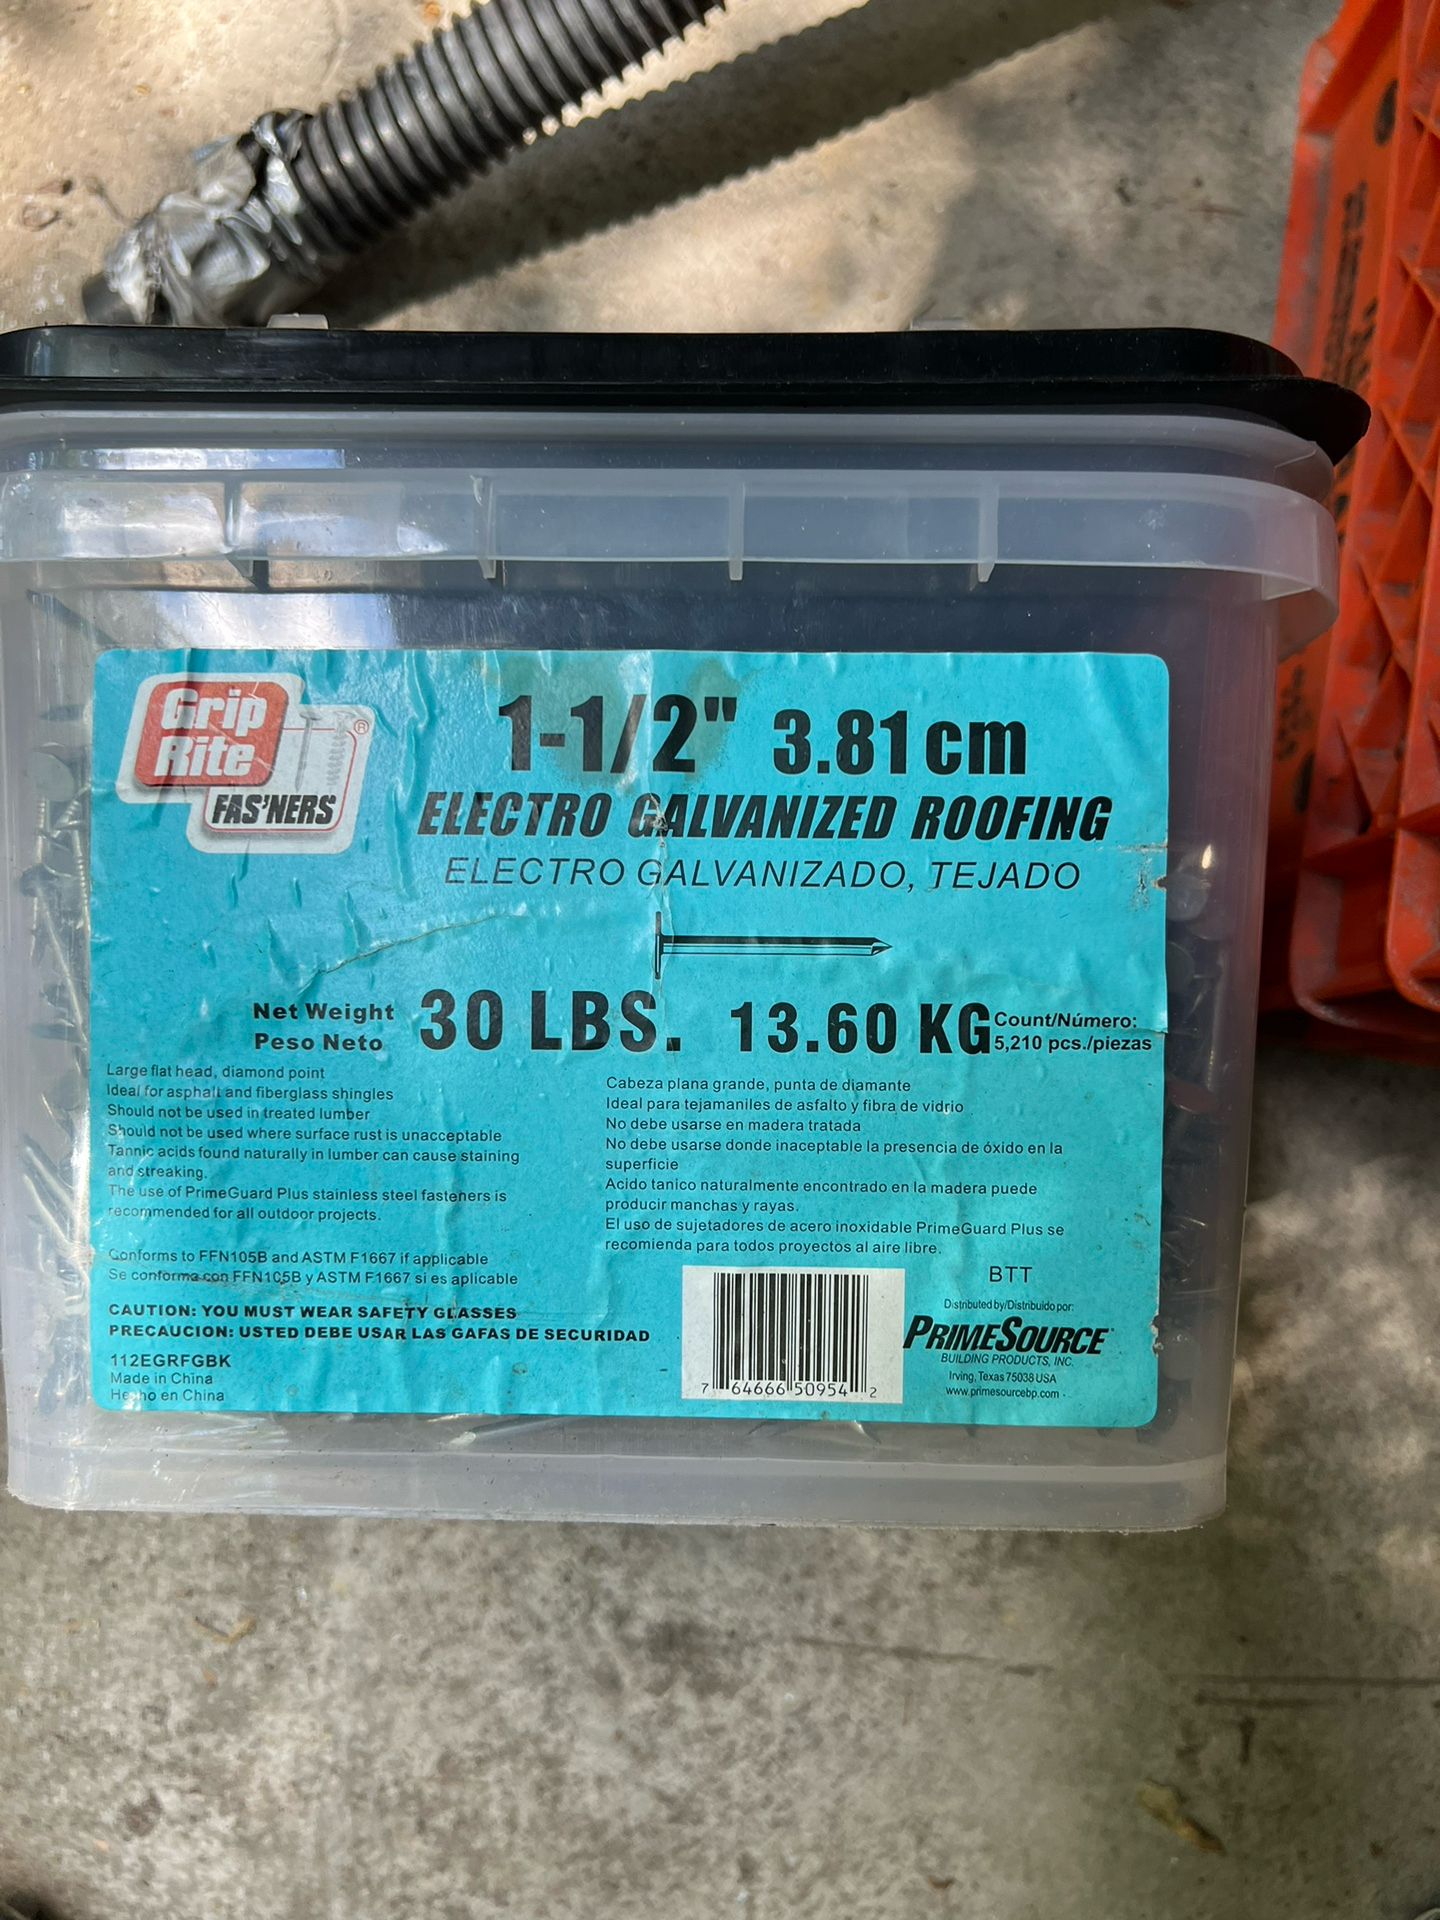 Grip
Rite
®
FAS'NERS
1-1/2" 3.81cm
ELECTRO GALVANIZED ROOFING
ELECTRO GALVANIZADO, TEJADO
Net Weight
Peso Neto
30 LBS. 13.60 KG
Count/Número:
5,210 pcs./piezas
Large flat head, diamond point
Ideal for asphalt and fiberglass shingles
Should not be used in treated lumber
Should not be used where surface rust is unacceptable
Tannic acids found naturally in lumber can cause staining
and streaking.
The use of PrimeGuard Plus stainless steel fasteners is
recommended for all outdoor projects.
Cabeza plana grande, punta de diamante
Ideal para tejamaniles de asfalto y fibra de vidrio
No debe usarse en madera tratada
No debe usarse donde inaceptable la presencia de óxido en la
superficie
Acido tanico naturalmente encontrado en la madera puede
producir manchas y rayas.
El uso de sujetadores de acero inoxidable PrimeGuard Plus se
recomienda para todos proyectos al aire libre.
Conforms to FFN105B and ASTM F1667 if applicable
Se conforma con FFN105B y ASTM F1667 si es aplicable
CAUTION: YOU MUST WEAR SAFETY GLASSES
PRECAUCION: USTED DEBE USAR LAS GAFAS DE SECURIDAD
112EGRFGBK
Made in China
Hecho en China
7 64666 50954 2
BTT
Distributed by/Distribuido por:
PRIMESOURCE
BUILDING PRODUCTS, INC.
Irving, Texas 75038 USA
www.primesourcebp.com